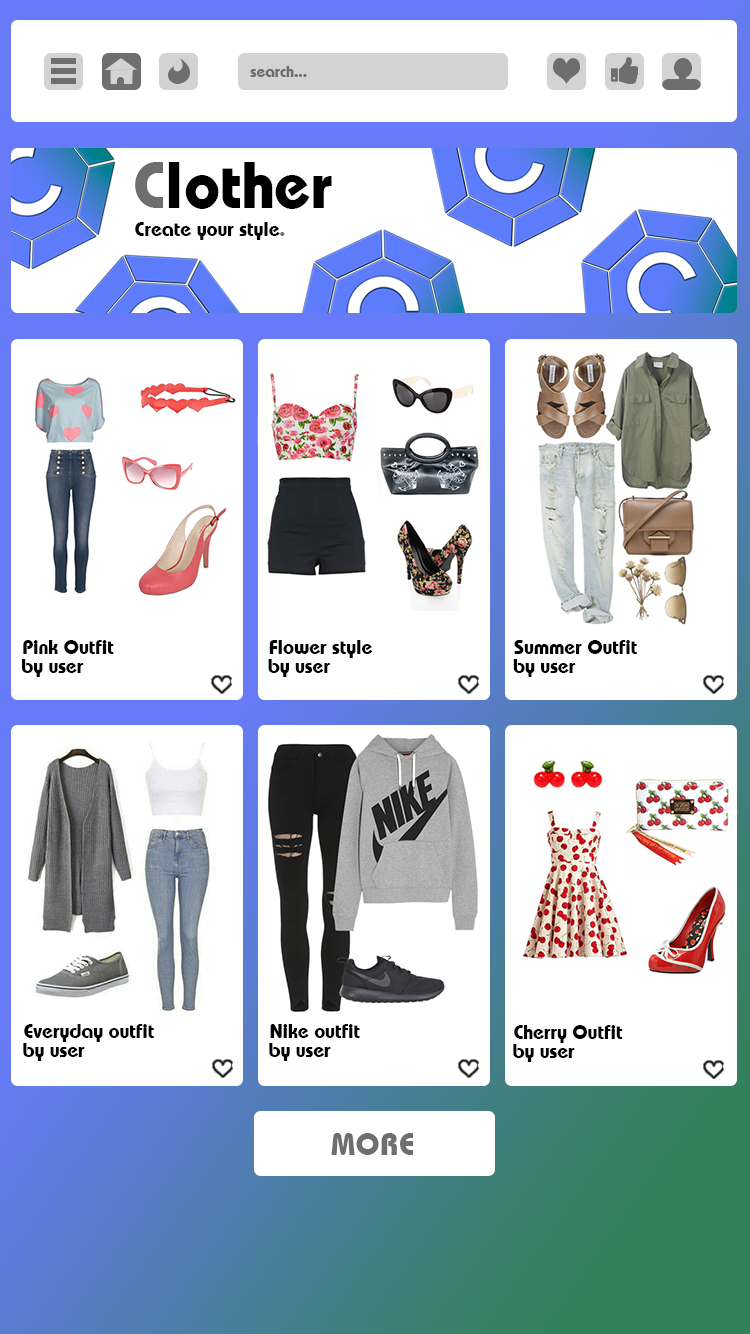 search...
Clother
Create your style.
C
C
C
C
C
Pink Outfit
by user
Flower style
by user
Summer Outfit
by user
NIKE
Everyday outfit
by user
Nike outfit
by user
Cherry Outfit
by user
MORE